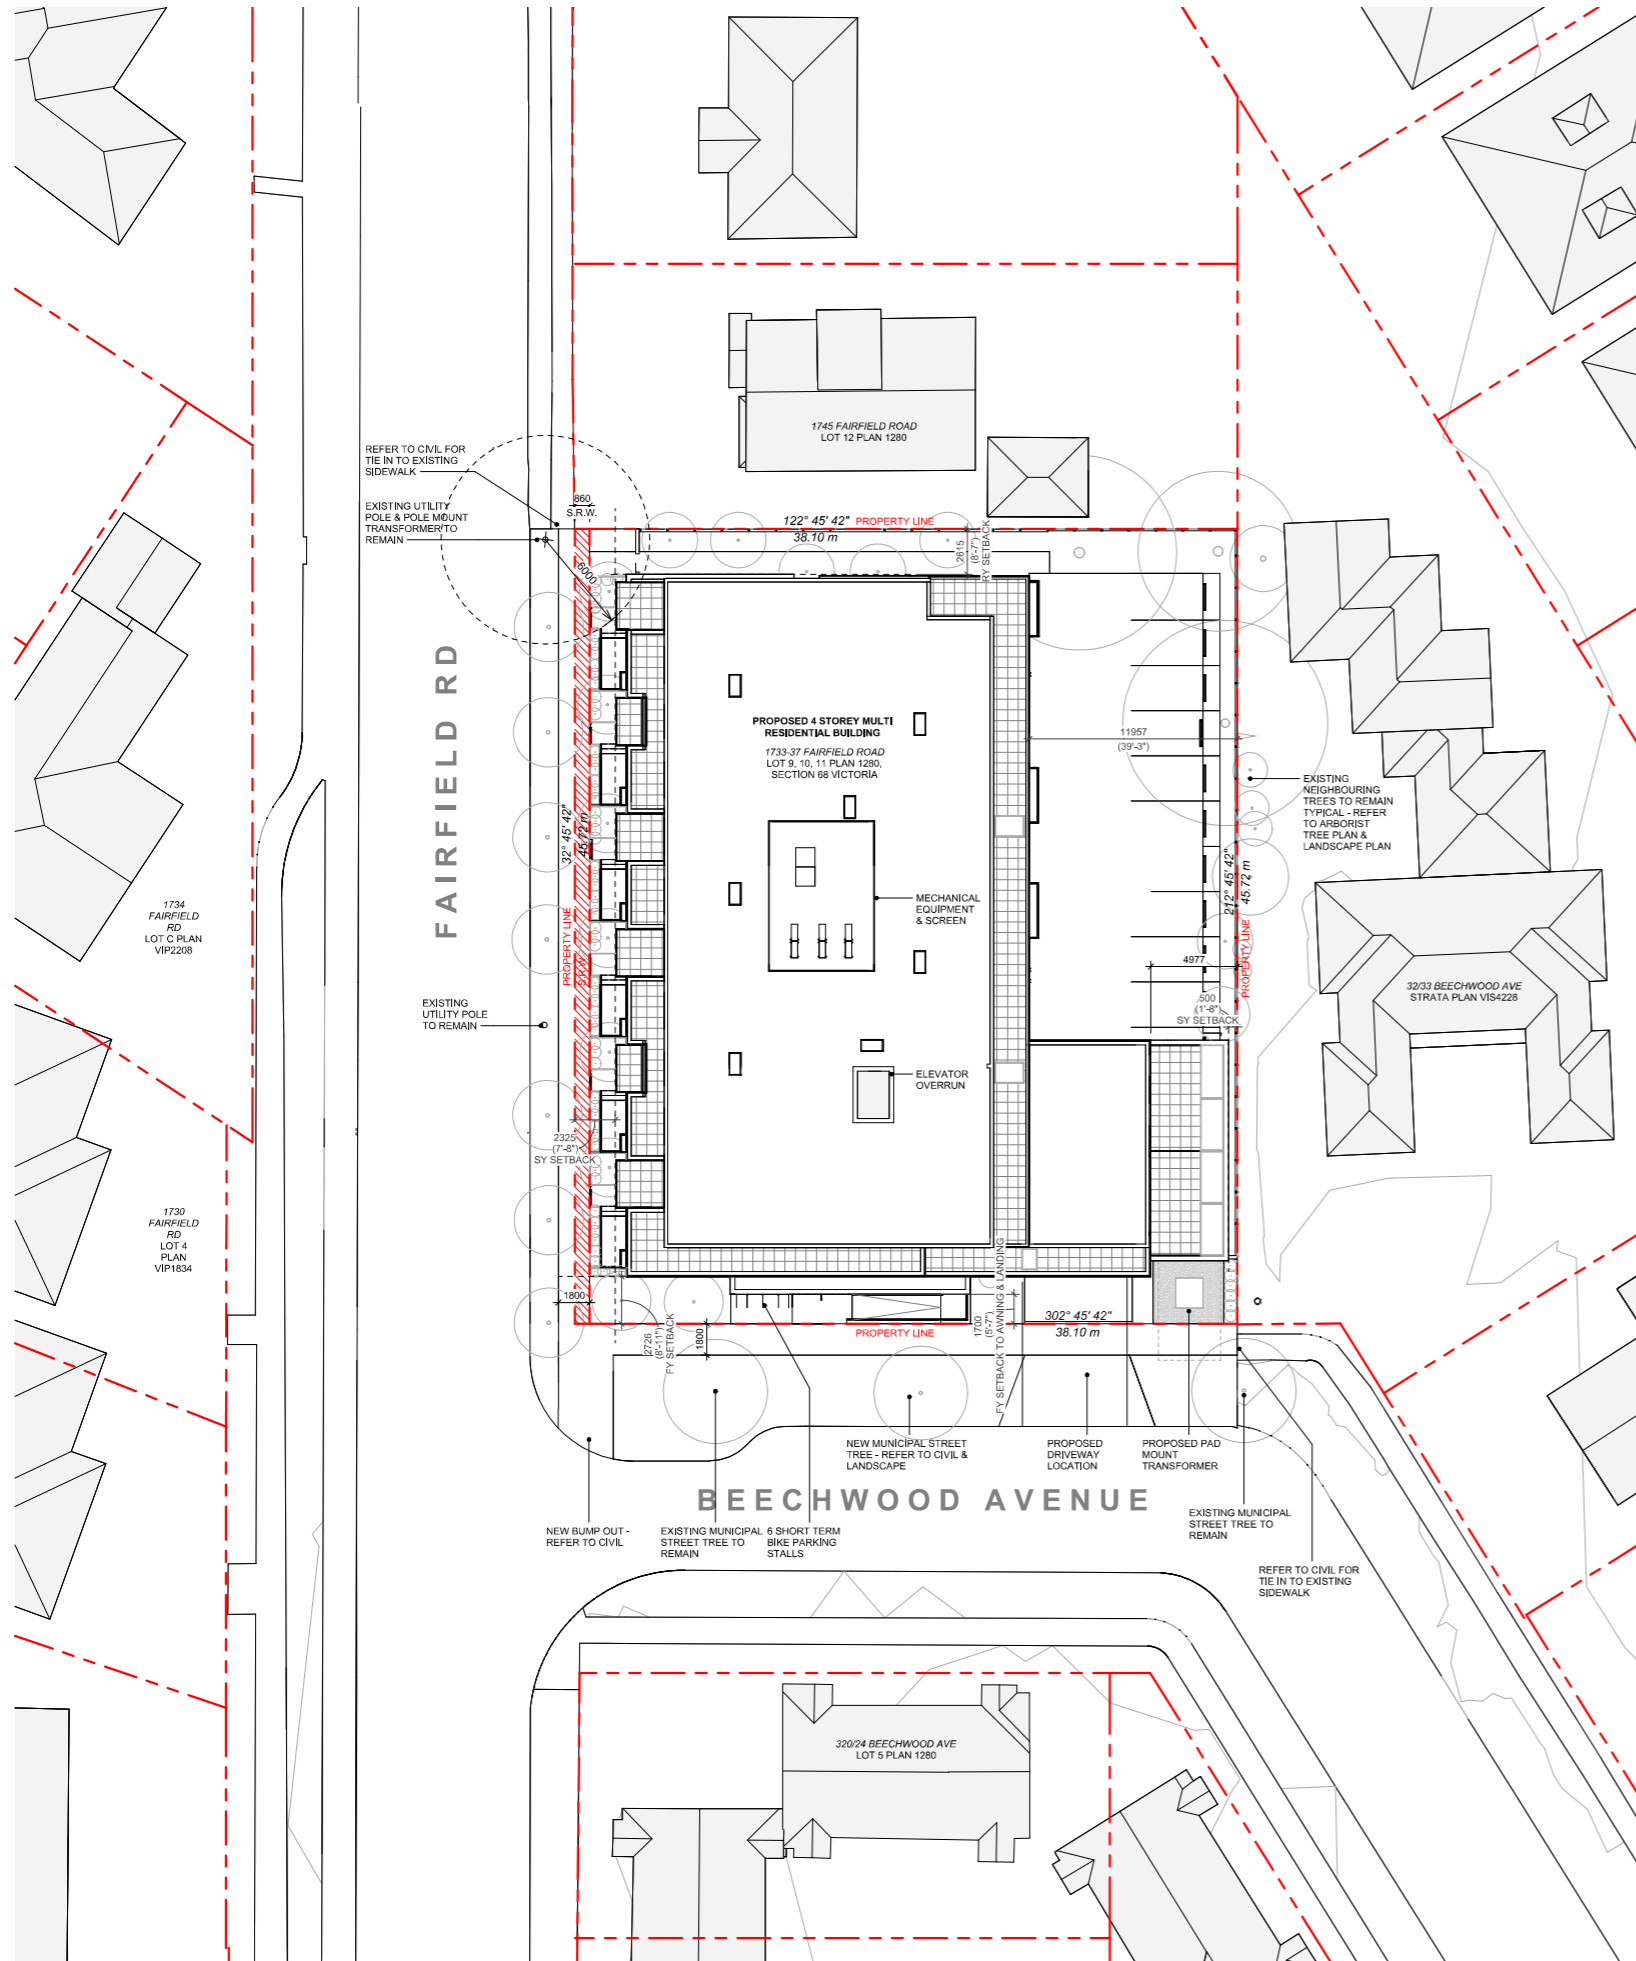 1745 FAIRFIELD ROAD
LOT 12 PLAN 1280
REFER TO CIVIL FOR
TIE IN TO EXISTING
SIDEWALK
EXISTING UTILITY
POLE & POLE MOUNT
TRANSFORMER TO
REMAIN
860
S.R.W.
122° 45' 42"
PROPERTY LINE
38.10 m
2615
(8'-7")
RY SETBACK
6000
FAIRFIELD RD
PROPOSED 4 STOREY MULTI
RESIDENTIAL BUILDING
1733-37 FAIRFIELD ROAD
LOT 9, 10, 11 PLAN 1280,
SECTION 68 VICTORIA
11957
(39'-3")
EXISTING
NEIGHBOURING
TREES TO REMAIN
TYPICAL - REFER
TO ARBORIST
TREE PLAN &
LANDSCAPE PLAN
32° 45' 42"
45.72 m
PROPERTY LINE
S.R.W.
212° 45' 42"
45.72 m
PROPERTY LINE
MECHANICAL
EQUIPMENT
& SCREEN
1734
FAIRFIELD
RD
LOT C PLAN
VIP2208
4977
500
(1'-8")
SY SETBACK
32/33 BEECHWOOD AVE
STRATA PLAN VIS4228
EXISTING
UTILITY POLE
TO REMAIN
ELEVATOR
OVERRUN
2325
(7'-8")
SY SETBACK
1730
FAIRFIELD
RD
LOT 4
PLAN
VIP1834
1800
2726
(8'-11")
FY SETBACK
1800
PROPERTY LINE
1700
(5'-7")
FY SETBACK TO AWNING & LANDING
302° 45' 42"
38.10 m
NEW MUNICIPAL STREET
TREE - REFER TO CIVIL &
LANDSCAPE
PROPOSED
DRIVEWAY
LOCATION
PROPOSED PAD
MOUNT
TRANSFORMER
BEECHWOOD AVENUE
NEW BUMP OUT -
REFER TO CIVIL
EXISTING MUNICIPAL
STREET TREE TO
REMAIN
6 SHORT TERM
BIKE PARKING
STALLS
EXISTING MUNICIPAL
STREET TREE TO
REMAIN
REFER TO CIVIL FOR
TIE IN TO EXISTING
SIDEWALK
320/24 BEECHWOOD AVE
LOT 5 PLAN 1280